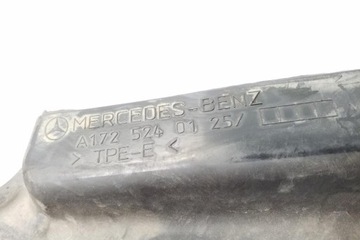 MERCEDES-BENZ
A172 524 01 25/
> TPE-E <